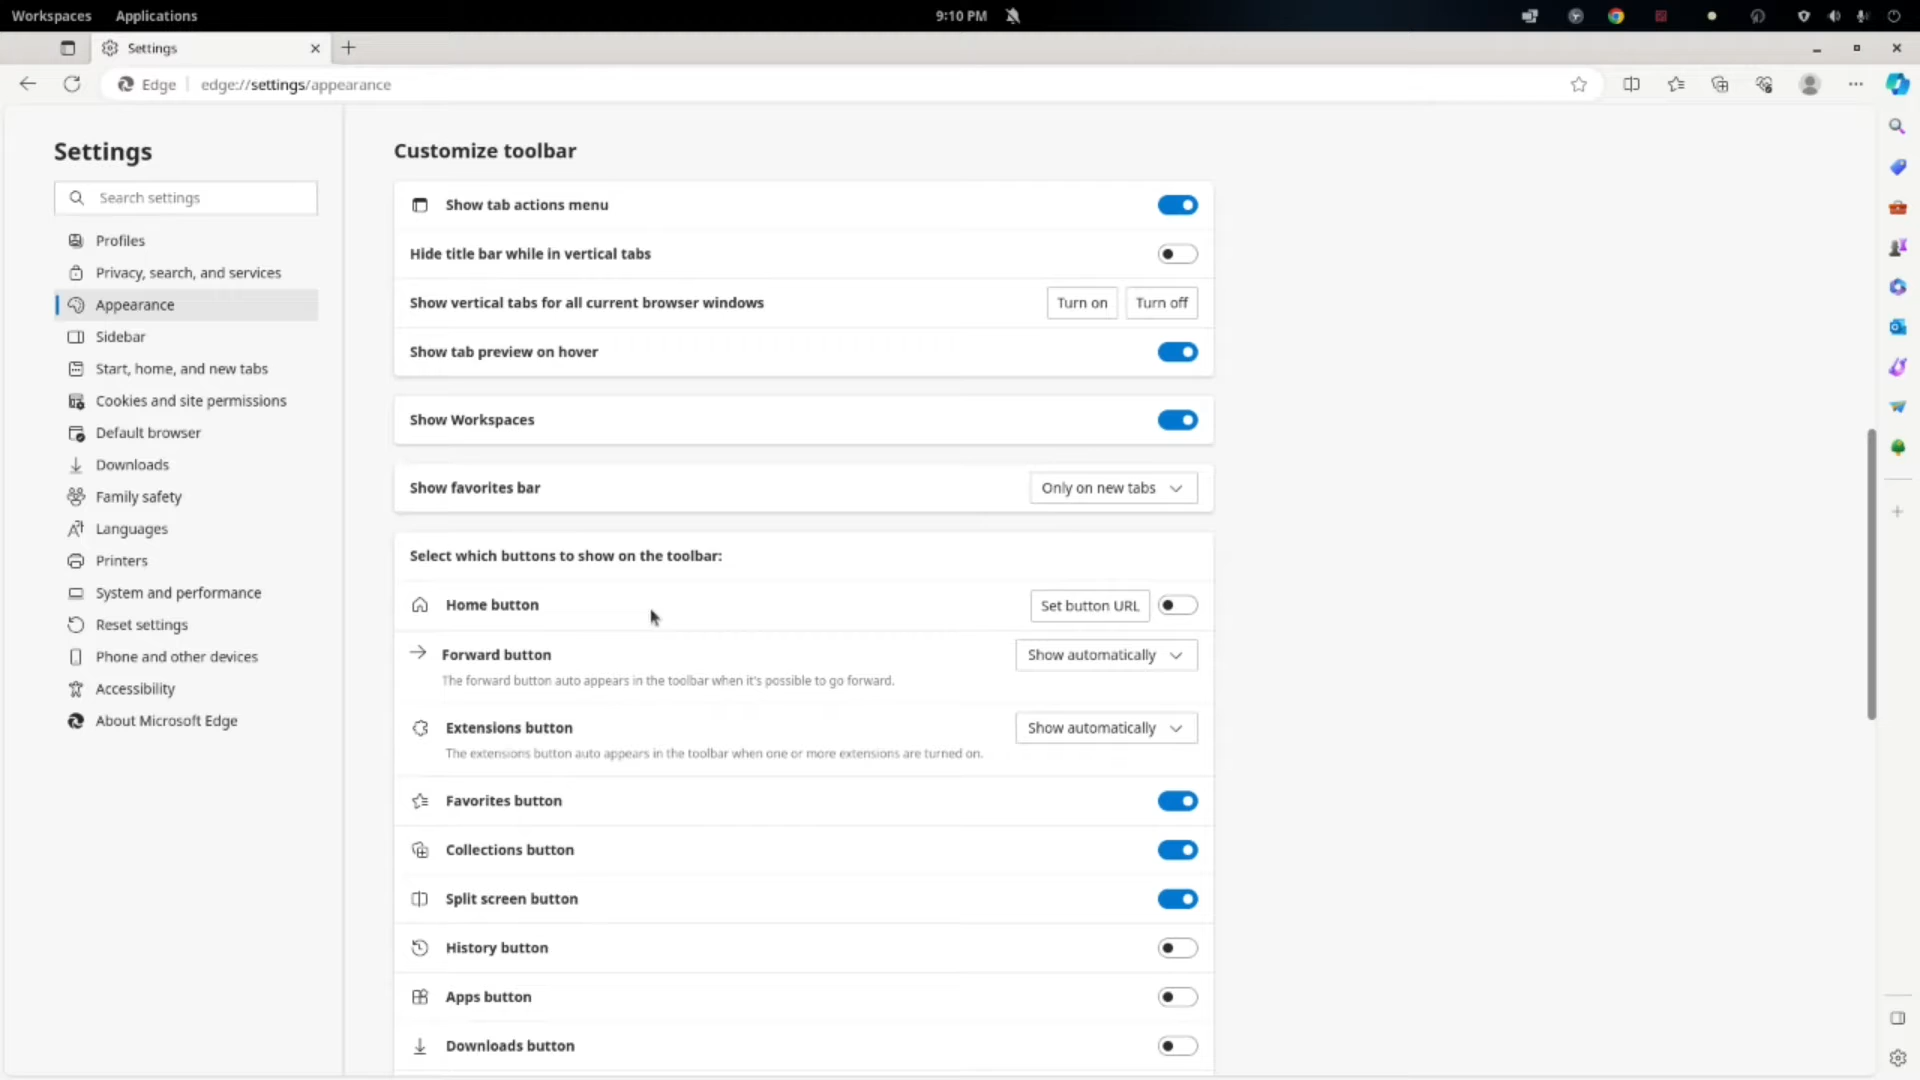 Workspaces Applications 9:10 PM
Settings
Edge edge://settings/appearance
Settings
Search settings
Profiles
Privacy, search, and services
Appearance
Sidebar
Start, home, and new tabs
Cookies and site permissions
Default browser
Downloads
Family safety
Languages
Printers
System and performance
Reset settings
Phone and other devices
Accessibility
About Microsoft Edge
Customize toolbar
Show tab actions menu
Hide title bar while in vertical tabs
Show vertical tabs for all current browser windows Turn on Turn off
Show tab preview on hover
Show Workspaces
Show favorites bar Only on new tabs
Select which buttons to show on the toolbar:
Home button Set button URL
Forward button Show automatically
The forward button auto appears in the toolbar when it's possible to go forward.
Extensions button Show automatically
The extensions button auto appears in the toolbar when one or more extensions are turned on.
Favorites button
Collections button
Split screen button
History button
Apps button
Downloads button